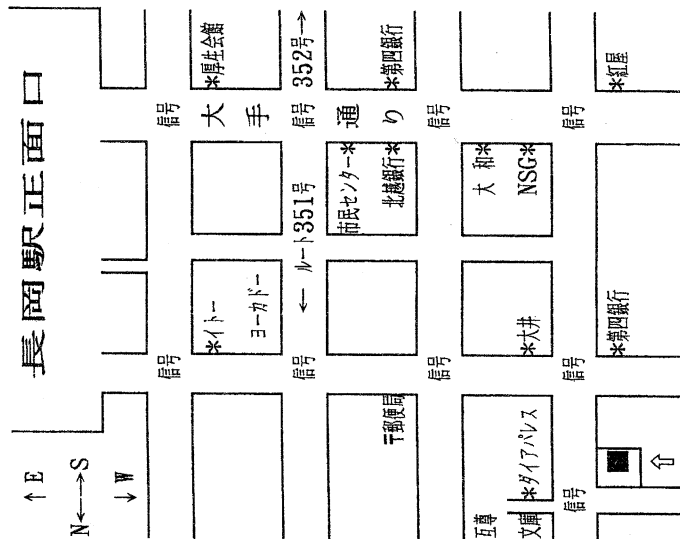 長岡駅正面口
↑E
N←→S
↓W
*厚生会館
352号→
*第四銀行
*紅屋
信号
大手
信号
通り
信号
信号
市民センター*
北越銀行*
大和*
NSG*
← ルート351号
*イトー
ヨーカドー
*大井
*第四銀行
信号
信号
信号
信号
〒郵便局
*ダイアパレス
互尊
文庫
信号
⇧